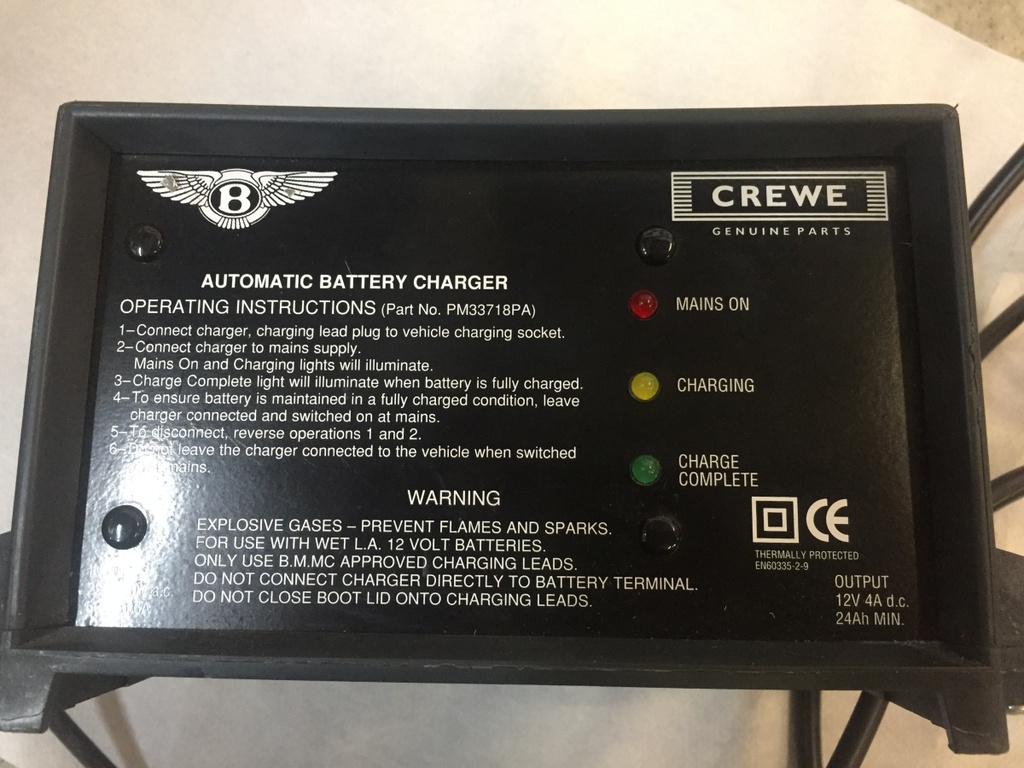 B
CREWE
GENUINE PARTS
AUTOMATIC BATTERY CHARGER
OPERATING INSTRUCTIONS (Part No. PM33718PA)
1–Connect charger, charging lead plug to vehicle charging socket.
2–Connect charger to mains supply.
Mains On and Charging lights will illuminate.
3–Charge Complete light will illuminate when battery is fully charged.
4–To ensure battery is maintained in a fully charged condition, leave
charger connected and switched on at mains.
5–To disconnect, reverse operations 1 and 2.
6–Do not leave the charger connected to the vehicle when switched
mains.
MAINS ON
CHARGING
CHARGE
COMPLETE
WARNING
EXPLOSIVE GASES – PREVENT FLAMES AND SPARKS.
FOR USE WITH WET L.A. 12 VOLT BATTERIES.
ONLY USE B.M.MC APPROVED CHARGING LEADS.
DO NOT CONNECT CHARGER DIRECTLY TO BATTERY TERMINAL.
DO NOT CLOSE BOOT LID ONTO CHARGING LEADS.
CE
THERMALLY PROTECTED
EN60335-2-9
OUTPUT
12V 4A d.c.
24Ah MIN.